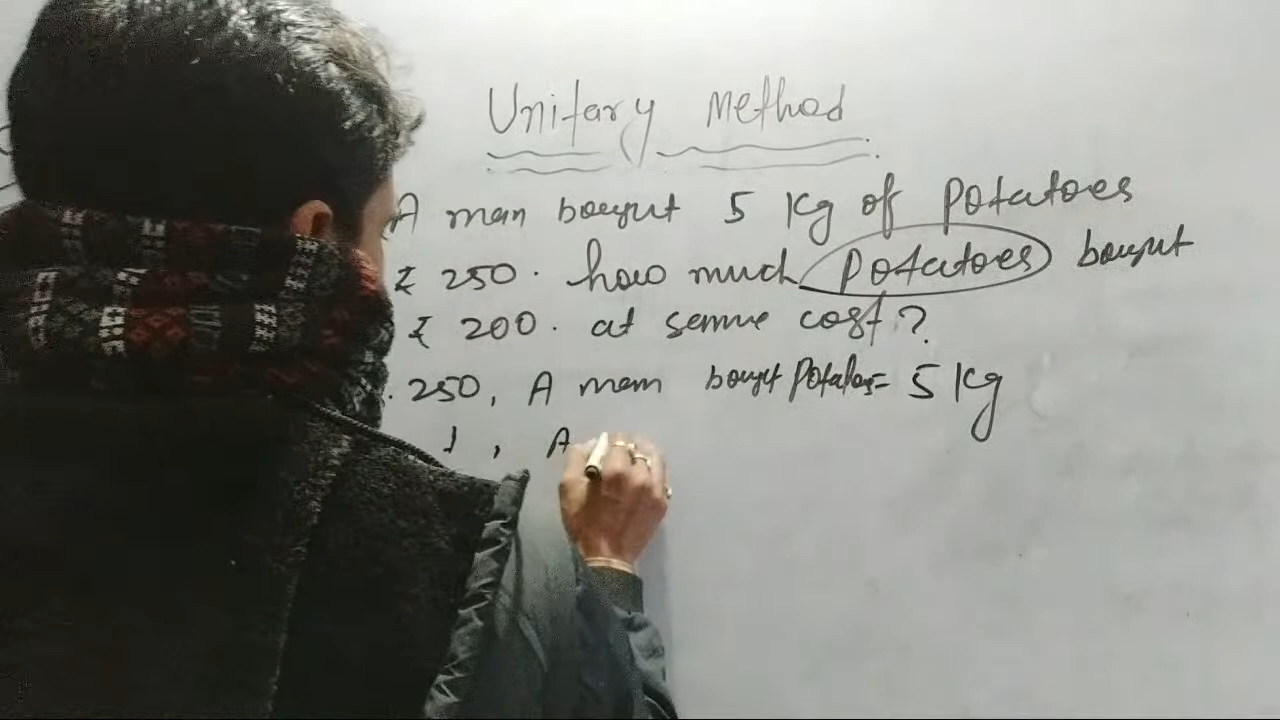 Unitary Method
A man bought 5 Kg of potatoes
₹ 250. how much potatoes bought
₹ 200. at same cost?
250, A man bought Potatoes = 5 Kg
1, A